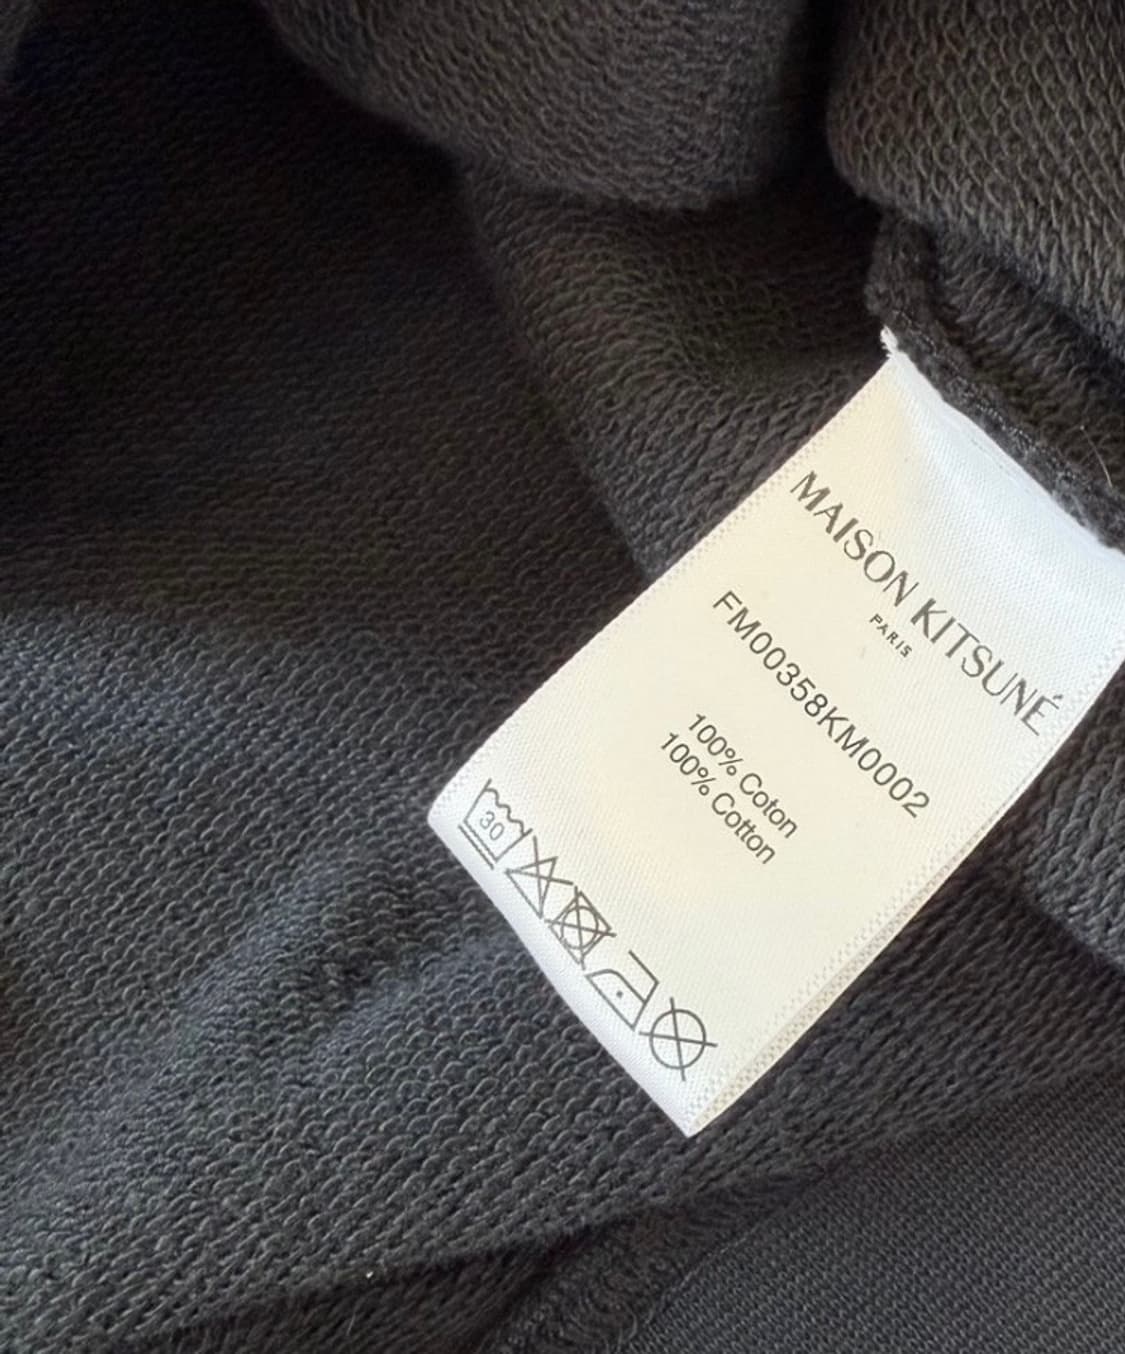 MAISON KITSUNÉ
PARIS
FM00358KM0002
100% Coton
100% Cotton
30